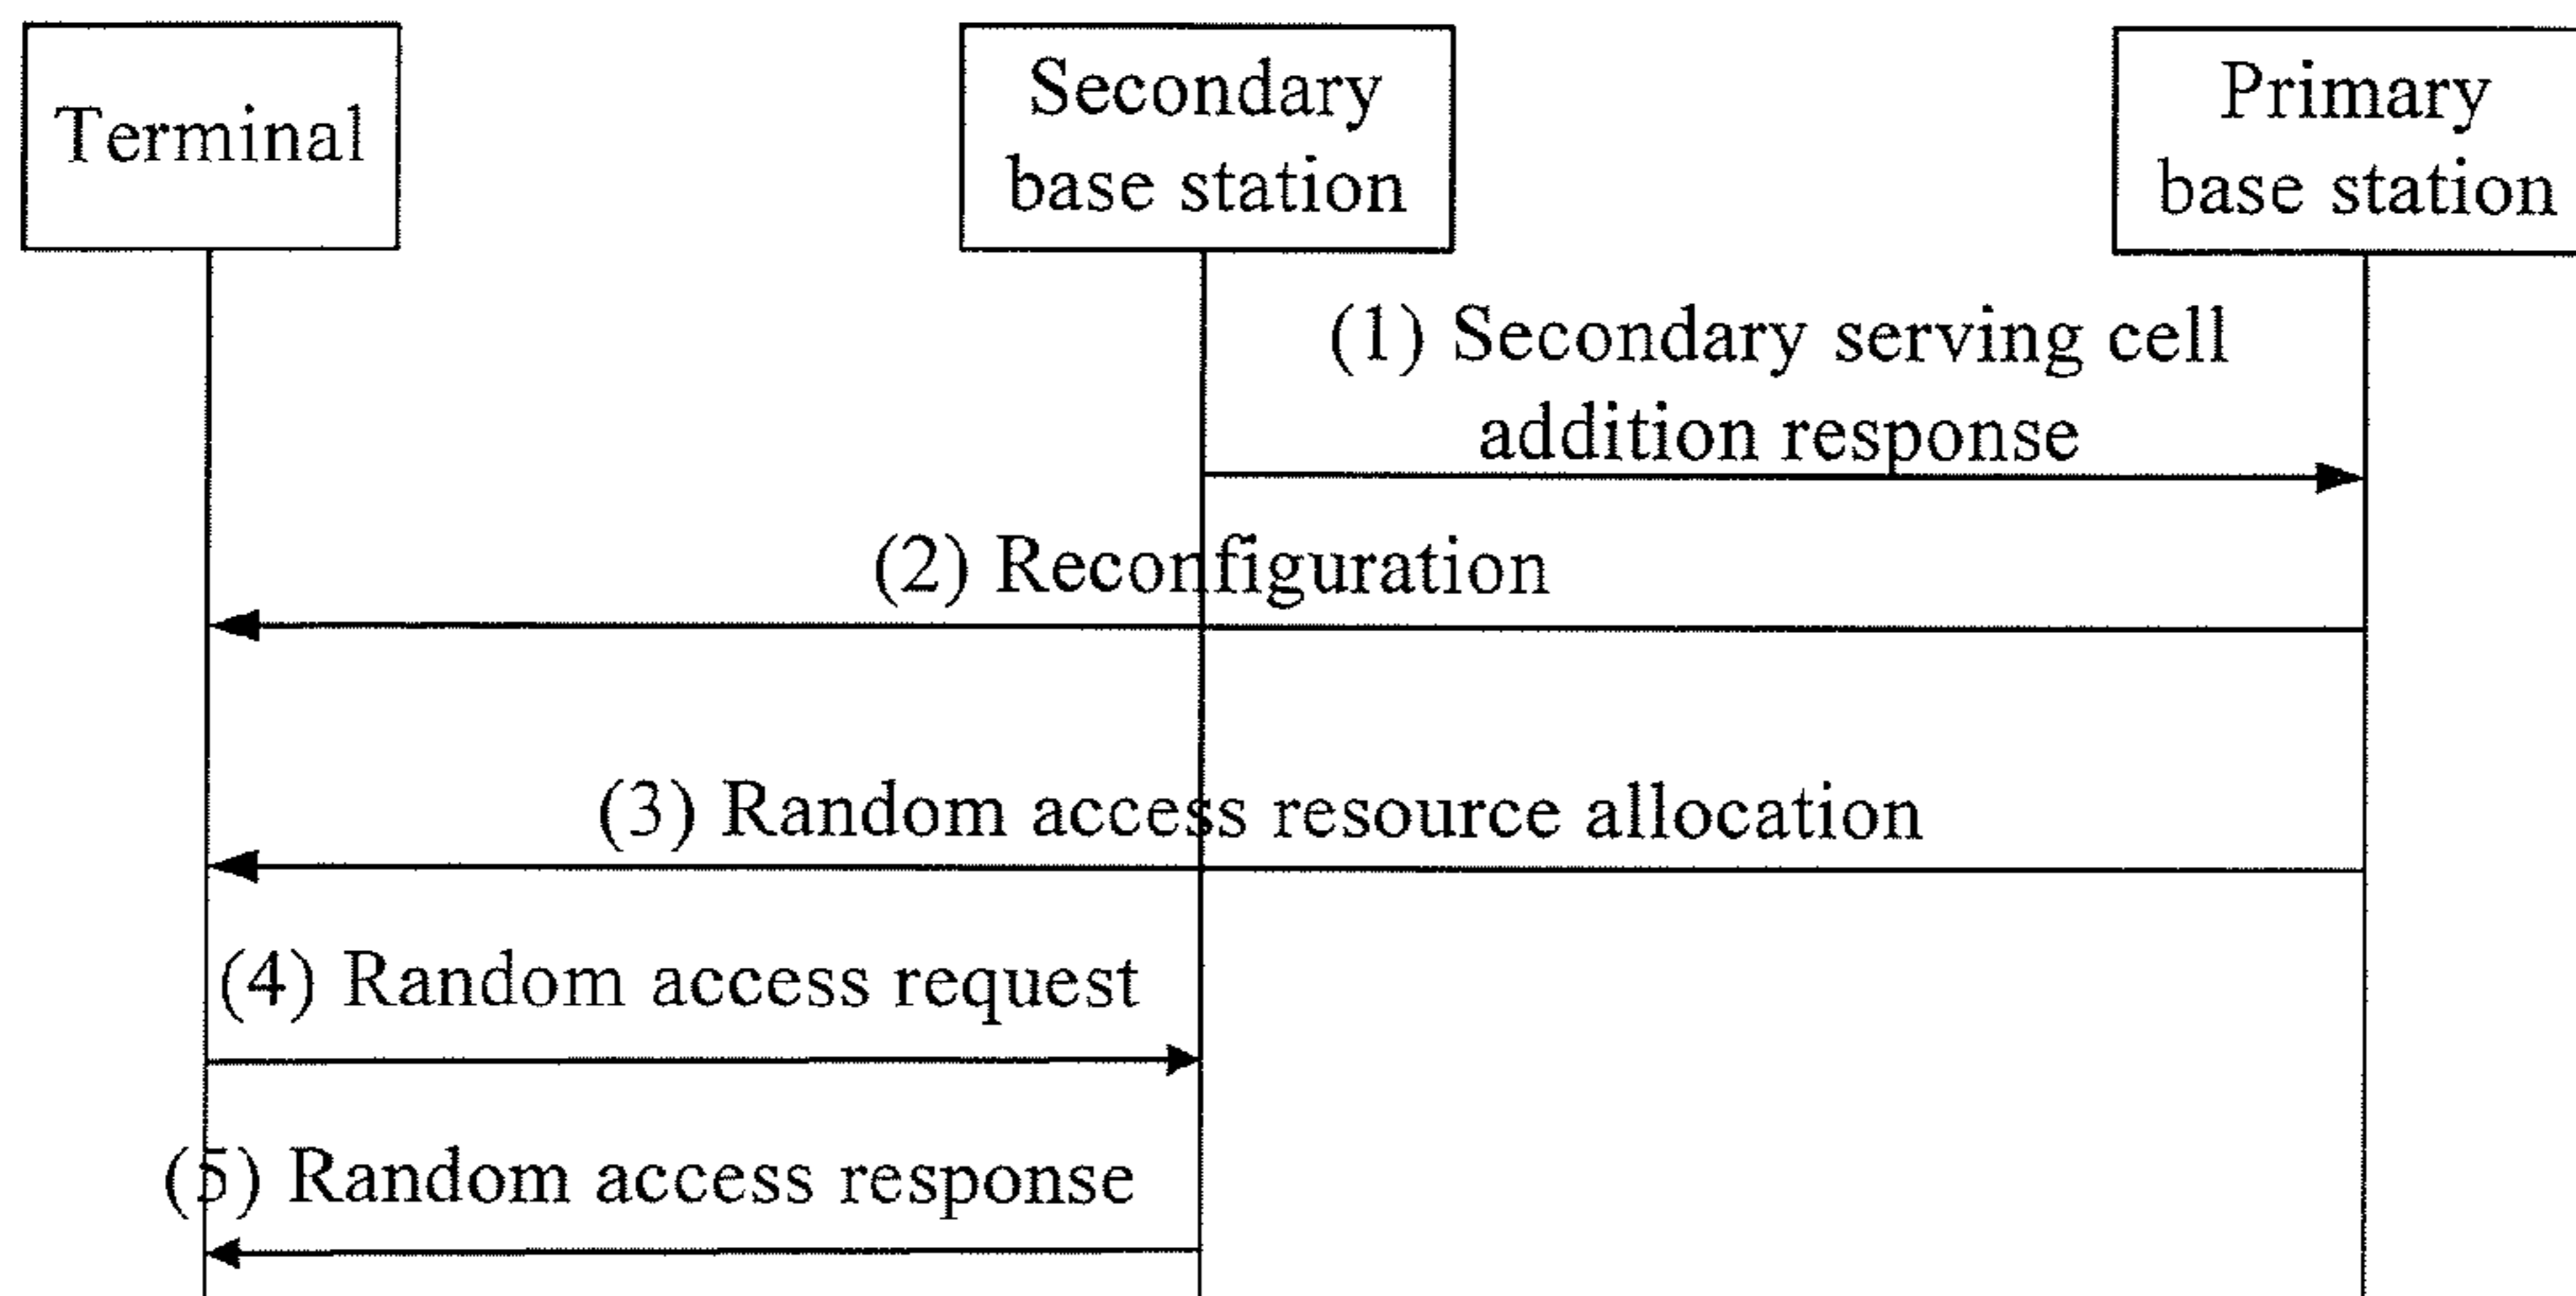 Terminal
Secondary
base station
Primary
base station
(1) Secondary serving cell
addition response
(2) Reconfiguration
(3) Random access resource allocation
(4) Random access request
(5) Random access response